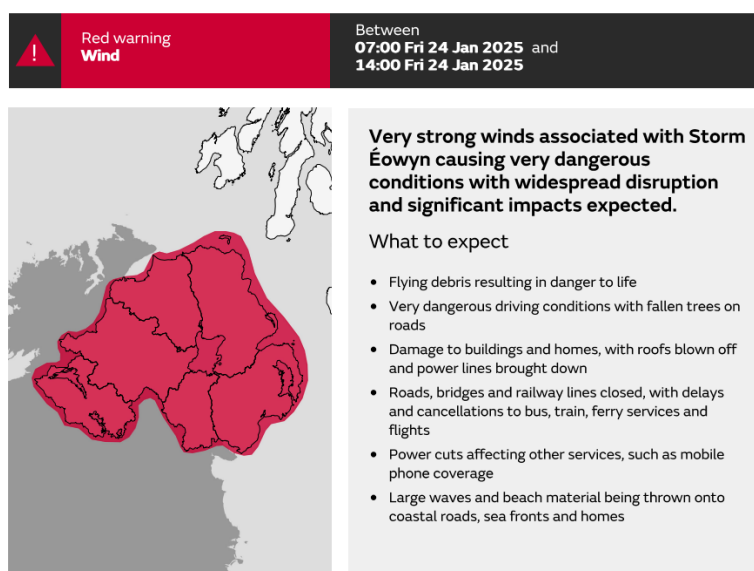 Red warning
Wind
Between
07:00 Fri 24 Jan 2025 and
14:00 Fri 24 Jan 2025
Very strong winds associated with Storm
Éowyn causing very dangerous
conditions with widespread disruption
and significant impacts expected.
What to expect
• Flying debris resulting in danger to life
• Very dangerous driving conditions with fallen trees on
roads
• Damage to buildings and homes, with roofs blown off
and power lines brought down
• Roads, bridges and railway lines closed, with delays
and cancellations to bus, train, ferry services and
flights
• Power cuts affecting other services, such as mobile
phone coverage
• Large waves and beach material being thrown onto
coastal roads, sea fronts and homes